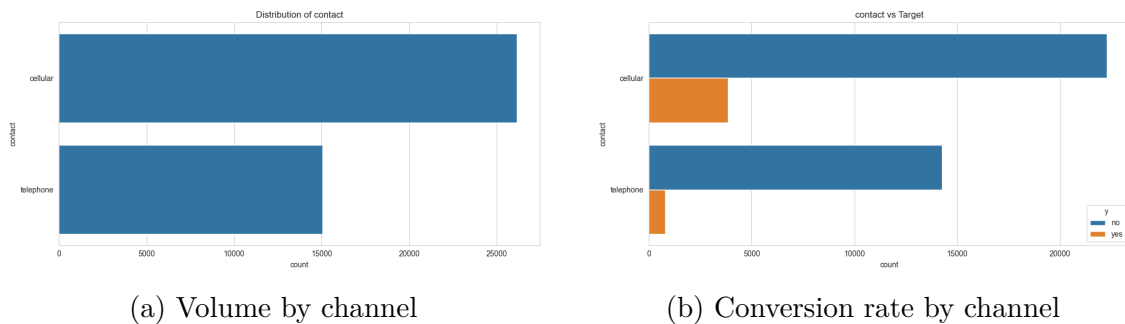 Distribution of contact
cellular
telephone
contact
0 5000 10000 15000 20000 25000
count
(a) Volume by channel
contact vs Target
cellular
telephone
contact
0 5000 10000 15000 20000
count
y
no
yes
(b) Conversion rate by channel